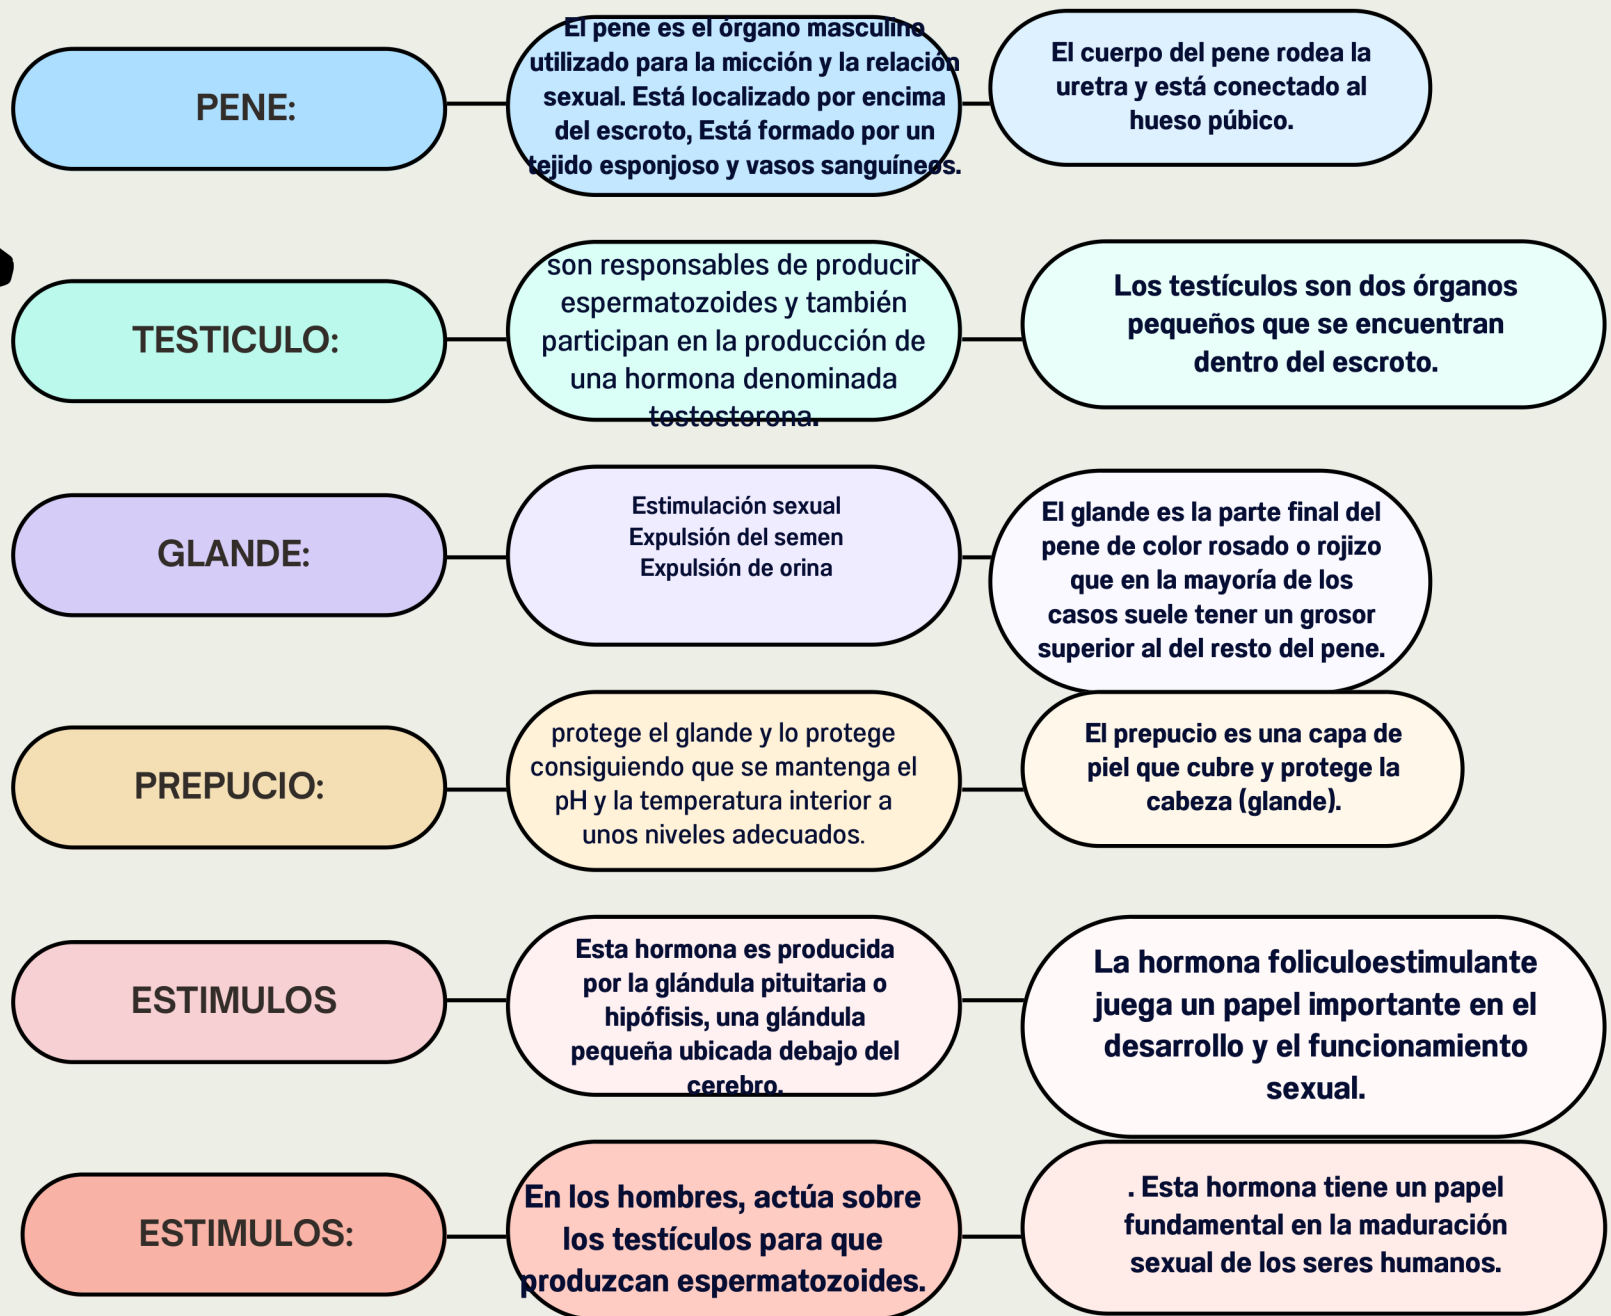 PENE:
El pene es el órgano masculino
utilizado para la micción y la relación
sexual. Está localizado por encima
del escroto, Está formado por un
tejido esponjoso y vasos sanguíneos.
El cuerpo del pene rodea la
uretra y está conectado al
hueso púbico.
TESTICULO:
son responsables de producir
espermatozoides y también
participan en la producción de
una hormona denominada
testosterona.
Los testículos son dos órganos
pequeños que se encuentran
dentro del escroto.
GLANDE:
Estimulación sexual
Expulsión del semen
Expulsión de orina
El glande es la parte final del
pene de color rosado o rojizo
que en la mayoría de los
casos suele tener un grosor
superior al del resto del pene.
PREPUCIO:
protege el glande y lo protege
consiguiendo que se mantenga el
pH y la temperatura interior a
unos niveles adecuados.
El prepucio es una capa de
piel que cubre y protege la
cabeza (glande).
ESTIMULOS
Esta hormona es producida
por la glándula pituitaria o
hipófisis, una glándula
pequeña ubicada debajo del
cerebro.
La hormona foliculoestimulante
juega un papel importante en el
desarrollo y el funcionamiento
sexual.
ESTIMULOS:
En los hombres, actúa sobre
los testículos para que
produzcan espermatozoides.
. Esta hormona tiene un papel
fundamental en la maduración
sexual de los seres humanos.